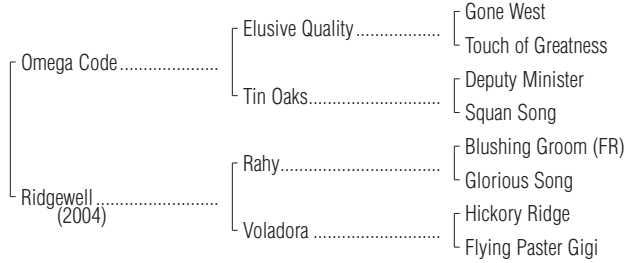 Gone West
Elusive Quality
Touch of Greatness
Omega Code
Deputy Minister
Tin Oaks
Squan Song
Blushing Groom (FR)
Rahy
Glorious Song
Ridgewell
(2004)
Hickory Ridge
Voladora
Flying Paster Gigi